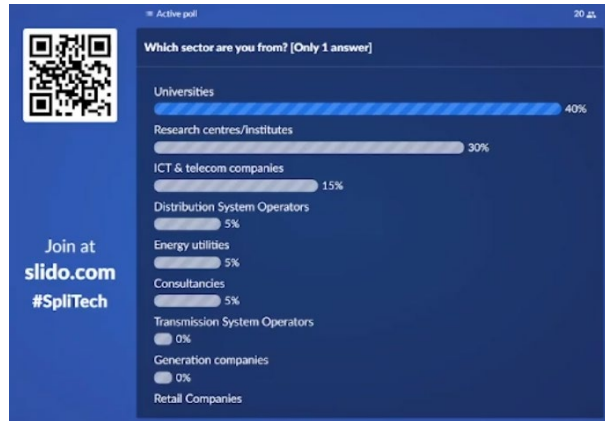 Active poll
20
Which sector are you from? [Only 1 answer]
Universities
40%
Research centres/institutes
30%
ICT & telecom companies
15%
Distribution System Operators
5%
Energy utilities
5%
Consultancies
5%
Transmission System Operators
0%
Generation companies
0%
Retail Companies
Join at
slido.com
#SpliTech